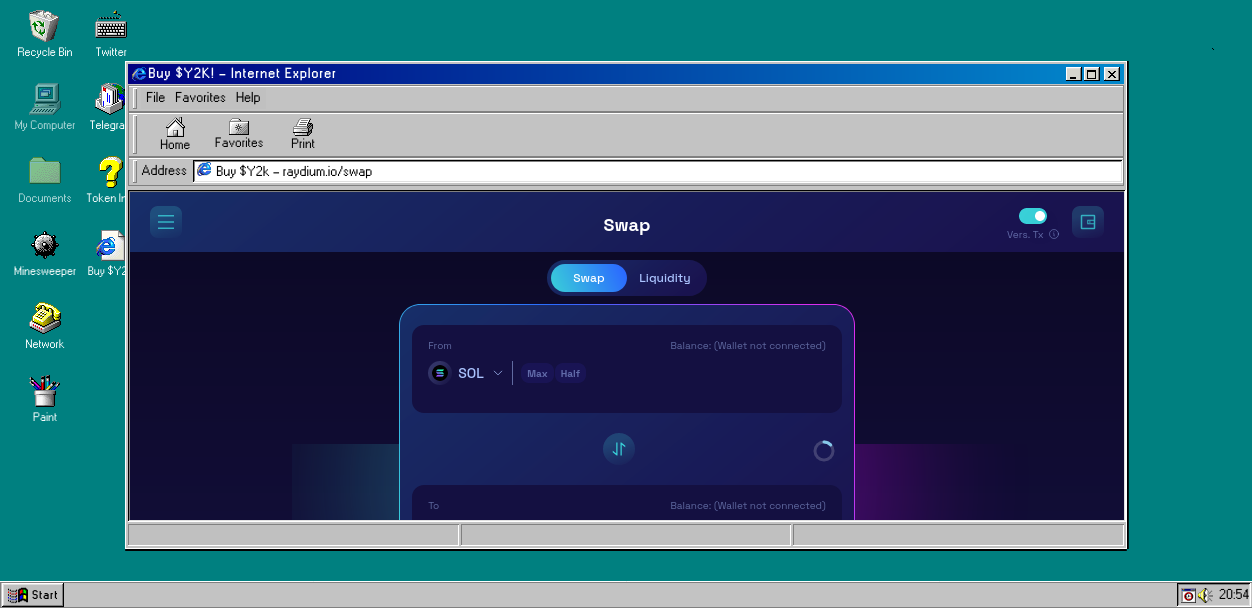 Recycle Bin
Twitter
My Computer
Telegra
Documents
Token In
Minesweeper
Buy $Y2
Network
Paint
Buy $Y2K! – Internet Explorer
File Favorites Help
Home Favorites Print
Address Buy $Y2k – raydium.io/swap
Swap
Vers. Tx
Swap Liquidity
From Balance: (Wallet not connected)
SOL Max Half
To Balance: (Wallet not connected)
Start 20:54